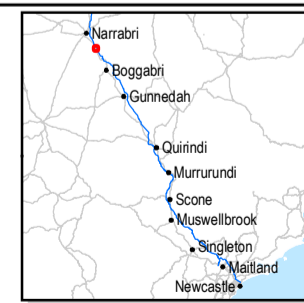 Narrabri
Boggabri
Gunnedah
Quirindi
Murrurundi
Scone
Muswellbrook
Singleton
Maitland
Newcastle